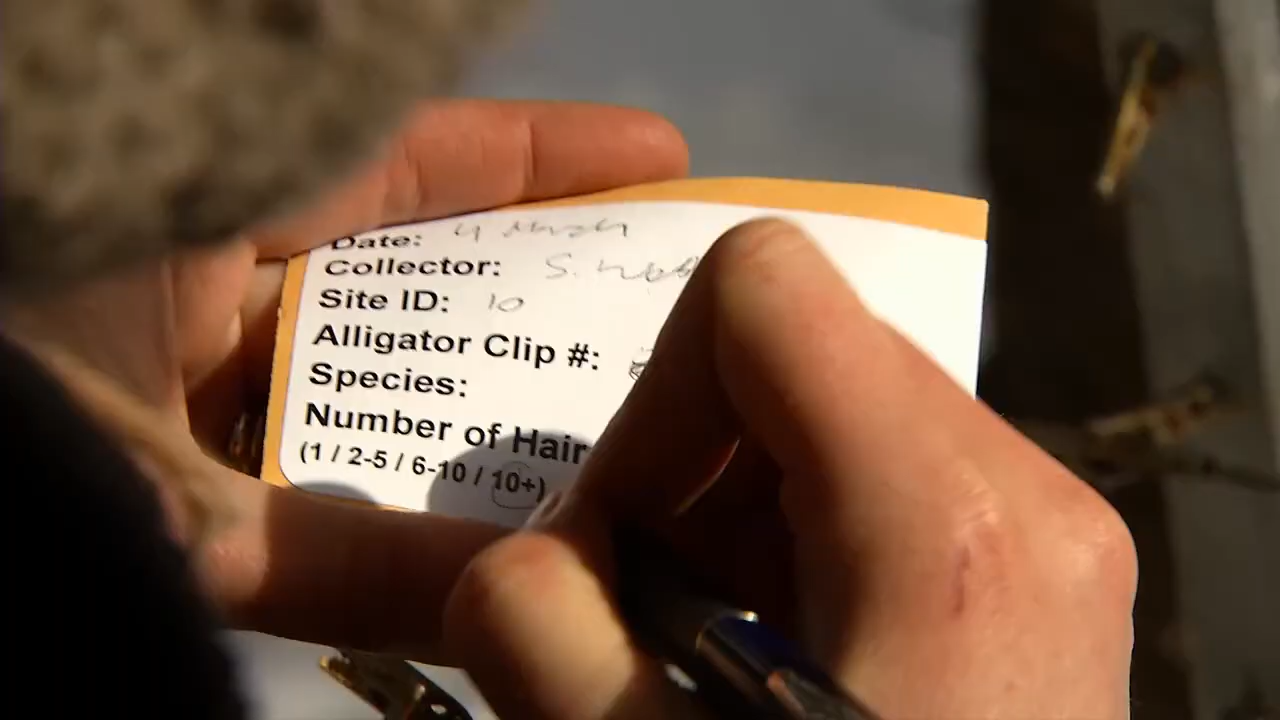 Date: 4 March
Collector: S.
Site ID: 10
Alligator Clip #:
Species:
Number of Hair
(1 / 2-5 / 6-10 / 10+)